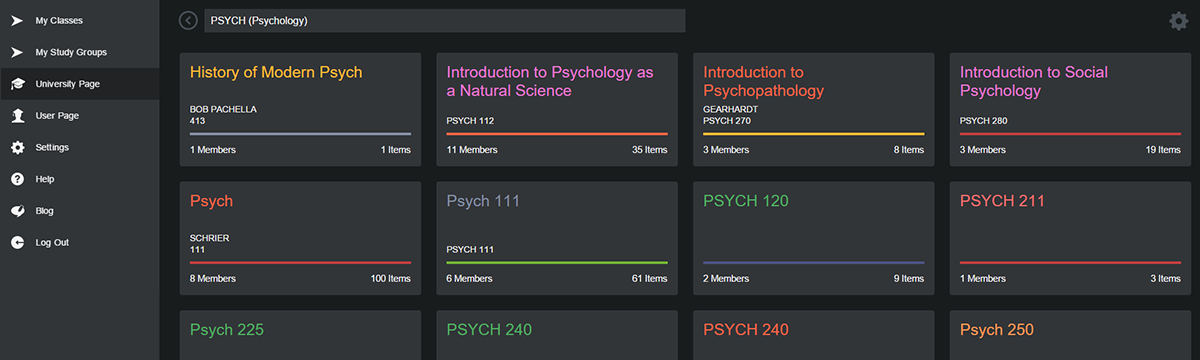 My Classes
My Study Groups
University Page
User Page
Settings
Help
Blog
Log Out
PSYCH (Psychology)
History of Modern Psych
BOB PACHELLA
413
1 Members 1 Items
Introduction to Psychology as
a Natural Science
PSYCH 112
11 Members 35 Items
Introduction to
Psychopathology
GEARHARDT
PSYCH 270
3 Members 8 Items
Introduction to Social
Psychology
PSYCH 280
3 Members 19 Items
Psych
SCHRIER
111
8 Members 100 Items
Psych 111
PSYCH 111
6 Members 61 Items
PSYCH 120
2 Members 9 Items
PSYCH 211
1 Members 3 Items
Psych 225
PSYCH 240
PSYCH 240
Psych 250